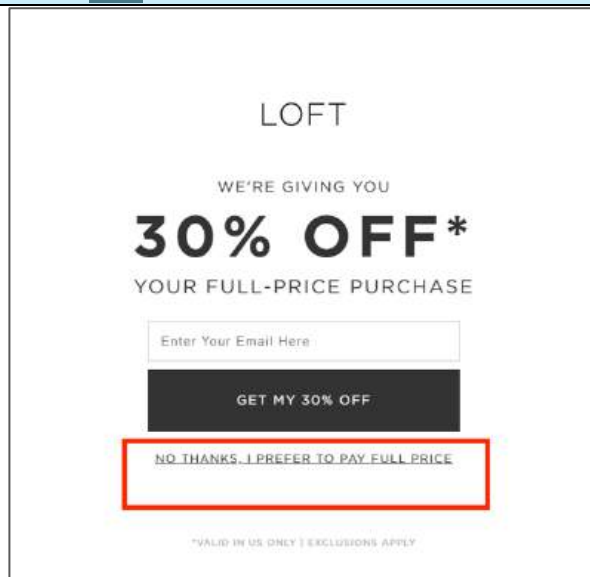 LOFT
WE'RE GIVING YOU
30% OFF*
YOUR FULL-PRICE PURCHASE
Enter Your Email Here
GET MY 30% OFF
NO THANKS, I PREFER TO PAY FULL PRICE
*VALID IN US ONLY | EXCLUSIONS APPLY